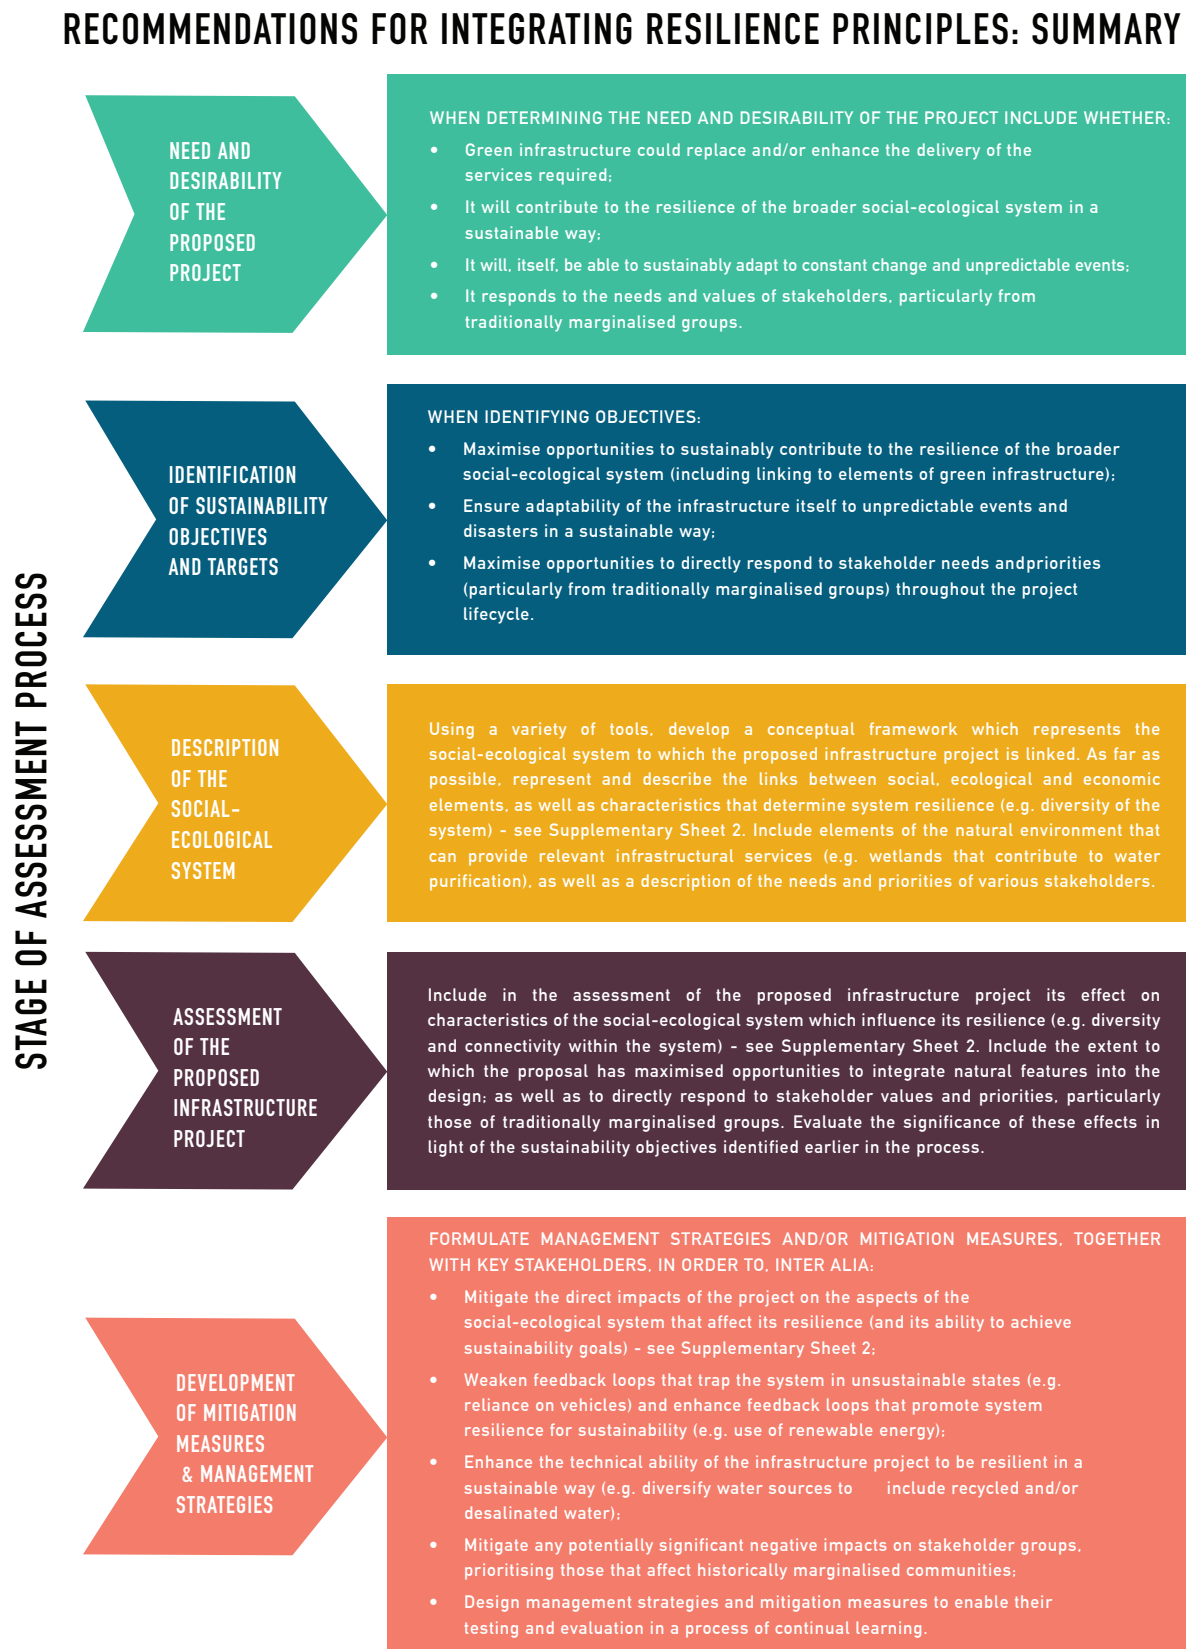 RECOMMENDATIONS FOR INTEGRATING RESILIENCE PRINCIPLES: SUMMARY
STAGE OF ASSESSMENT PROCESS
NEED AND
DESIRABILITY
OF THE
PROPOSED
PROJECT
WHEN DETERMINING THE NEED AND DESIRABILITY OF THE PROJECT INCLUDE WHETHER:
• Green infrastructure could replace and/or enhance the delivery of the
services required;
• It will contribute to the resilience of the broader social-ecological system in a
sustainable way;
• It will, itself, be able to sustainably adapt to constant change and unpredictable events;
• It responds to the needs and values of stakeholders, particularly from
traditionally marginalised groups.
IDENTIFICATION
OF SUSTAINABILITY
OBJECTIVES
AND TARGETS
WHEN IDENTIFYING OBJECTIVES:
• Maximise opportunities to sustainably contribute to the resilience of the broader
social-ecological system (including linking to elements of green infrastructure);
• Ensure adaptability of the infrastructure itself to unpredictable events and
disasters in a sustainable way;
• Maximise opportunities to directly respond to stakeholder needs andpriorities
(particularly from traditionally marginalised groups) throughout the project
lifecycle.
DESCRIPTION
OF THE
SOCIAL-
ECOLOGICAL
SYSTEM
Using a variety of tools, develop a conceptual framework which represents the
social-ecological system to which the proposed infrastructure project is linked. As far as
possible, represent and describe the links between social, ecological and economic
elements, as well as characteristics that determine system resilience (e.g. diversity of the
system) - see Supplementary Sheet 2. Include elements of the natural environment that
can provide relevant infrastructural services (e.g. wetlands that contribute to water
purification), as well as a description of the needs and priorities of various stakeholders.
ASSESSMENT
OF THE
PROPOSED
INFRASTRUCTURE
PROJECT
Include in the assessment of the proposed infrastructure project its effect on
characteristics of the social-ecological system which influence its resilience (e.g. diversity
and connectivity within the system) - see Supplementary Sheet 2. Include the extent to
which the proposal has maximised opportunities to integrate natural features into the
design; as well as to directly respond to stakeholder values and priorities, particularly
those of traditionally marginalised groups. Evaluate the significance of these effects in
light of the sustainability objectives identified earlier in the process.
DEVELOPMENT
OF MITIGATION
MEASURES
& MANAGEMENT
STRATEGIES
FORMULATE MANAGEMENT STRATEGIES AND/OR MITIGATION MEASURES, TOGETHER
WITH KEY STAKEHOLDERS, IN ORDER TO, INTER ALIA:
• Mitigate the direct impacts of the project on the aspects of the
social-ecological system that affect its resilience (and its ability to achieve
sustainability goals) - see Supplementary Sheet 2;
• Weaken feedback loops that trap the system in unsustainable states (e.g.
reliance on vehicles) and enhance feedback loops that promote system
resilience for sustainability (e.g. use of renewable energy);
• Enhance the technical ability of the infrastructure project to be resilient in a
sustainable way (e.g. diversify water sources to include recycled and/or
desalinated water);
• Mitigate any potentially significant negative impacts on stakeholder groups,
prioritising those that affect historically marginalised communities;
• Design management strategies and mitigation measures to enable their
testing and evaluation in a process of continual learning.